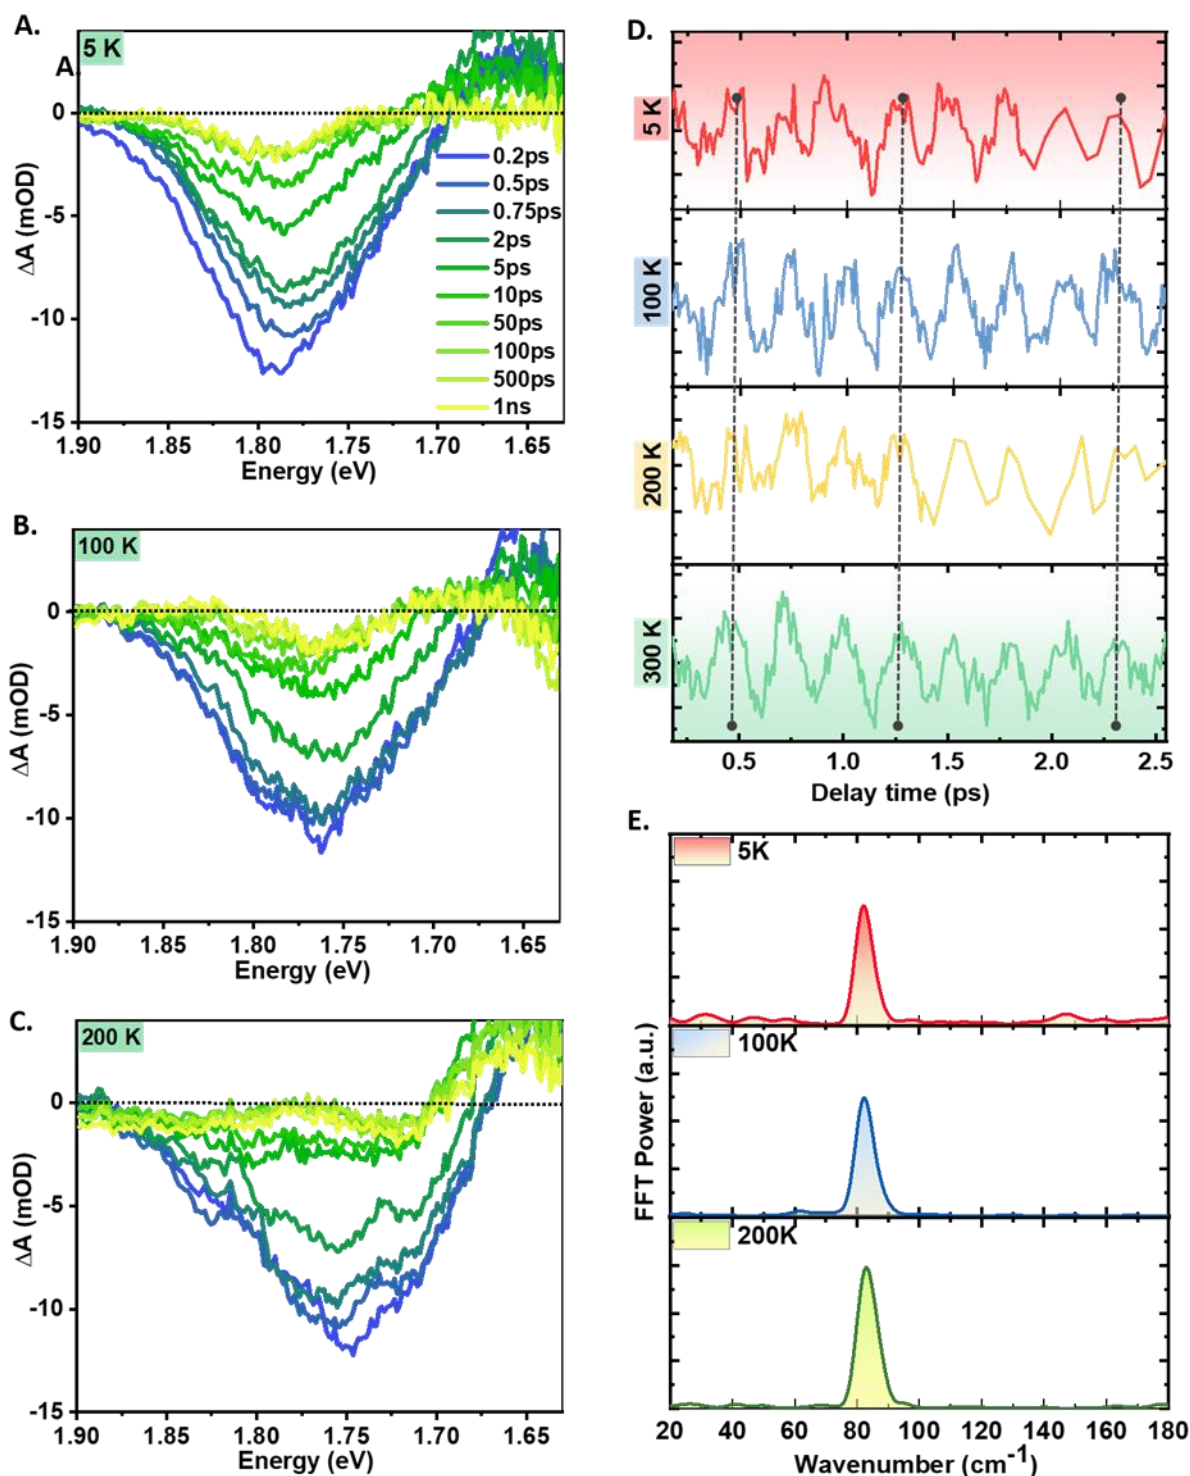 A.
5 K
A.
0
-5
-10
-15
ΔA (mOD)
0.2ps
0.5ps
0.75ps
2ps
5ps
10ps
50ps
100ps
500ps
1ns
1.90 1.85 1.80 1.75 1.70 1.65
Energy (eV)
B.
100 K
0
-5
-10
-15
ΔA (mOD)
1.90 1.85 1.80 1.75 1.70 1.65
Energy (eV)
C.
200 K
0
-5
-10
-15
ΔA (mOD)
1.90 1.85 1.80 1.75 1.70 1.65
Energy (eV)
D.
5 K
100 K
200 K
300 K
0.5 1.0 1.5 2.0 2.5
Delay time (ps)
E.
5K
100K
200K
FFT Power (a.u.)
20 40 60 80 100 120 140 160 180
Wavenumber (cm⁻¹)